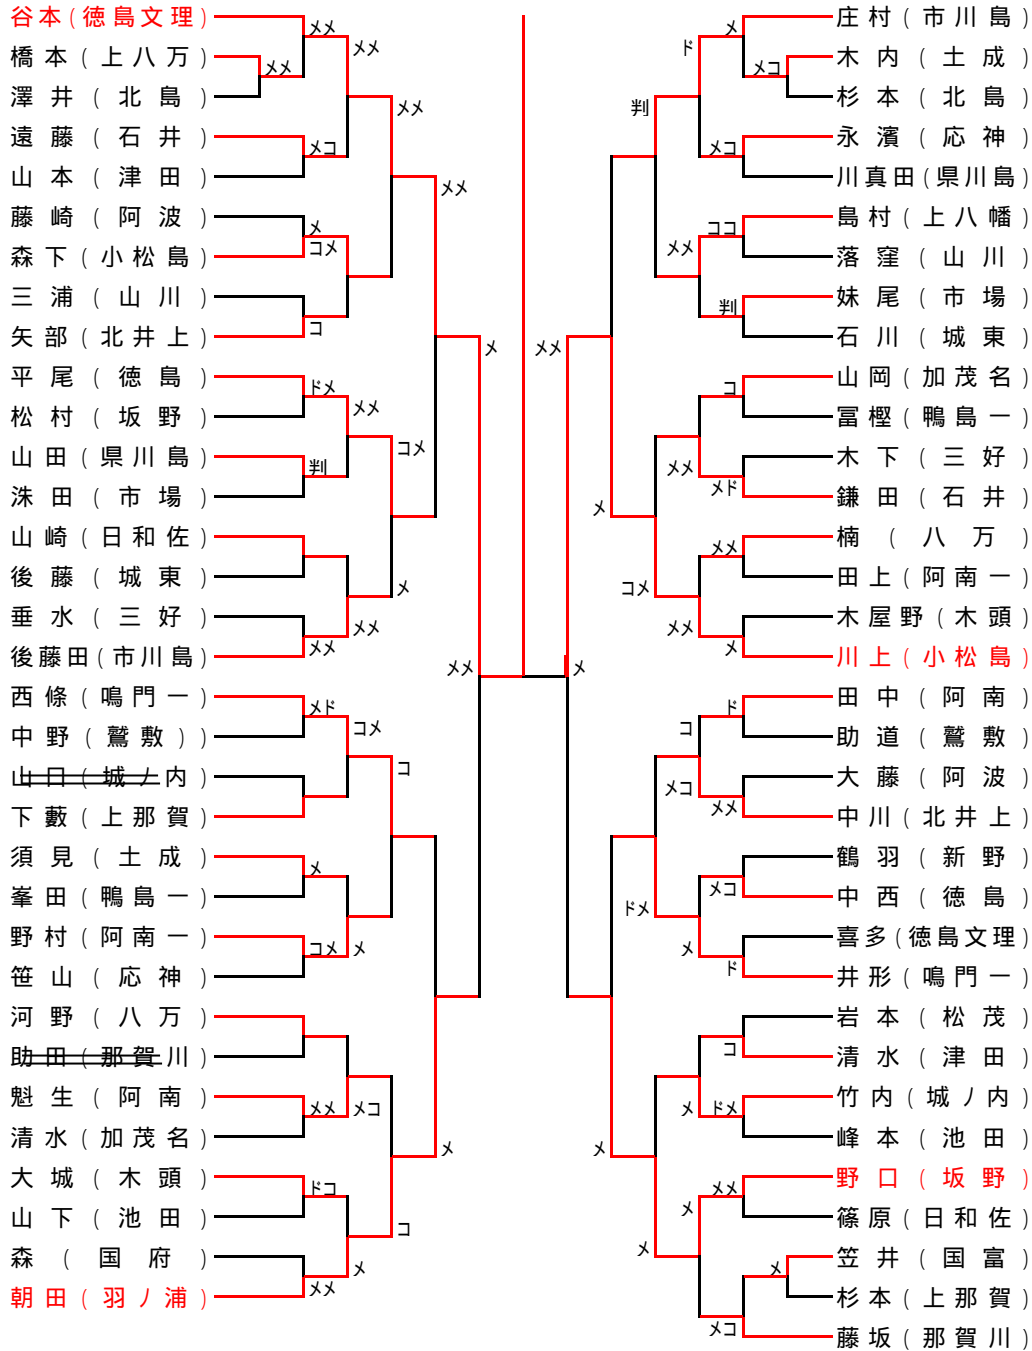 谷本(徳島文理)
橋本(上八万)
澤井(北島)
遠藤(石井)
山本(津田)
藤崎(阿波)
森下(小松島)
三浦(山川)
矢部(北井上)
平尾(徳島)
松村(坂野)
山田(県川島)
洙田(市場)
山崎(日和佐)
後藤(城東)
垂水(三好)
後藤田(市川島)
西條(鳴門一)
中野(鷲敷))
山口(城ノ内)
下藪(上那賀)
須見(土成)
峯田(鴨島一)
野村(阿南一)
笹山(応神)
河野(八万)
助田(那賀川)
魁生(阿南)
清水(加茂名)
大城(木頭)
山下(池田)
森(国府)
朝田(羽ノ浦)
メメ
メメ
メメ
メコ
メメ
メ
コメ
コ
メメ
ドメ
メメ
判
コメ
メ
メメ
メメ
メ
メド
コメ
コ
メ
コメ
メ
メメ
メコ
ドコ
メメ
メ
コ
メ
メメ
メメ
メ
メ
メコ
ド
メコ
判
ココ
判
メメ
コ
メド
メメ
メメ
メ
メメ
コメ
メ
ド
コ
メメ
メコ
メコ
ド
メ
ドメ
コ
ドメ
メ
メメ
メ
メ
メコ
メ
メ
庄村(市川島)
木内(土成)
杉本(北島)
永濱(応神)
川真田(県川島)
島村(上八幡)
落窪(山川)
妹尾(市場)
石川(城東)
山岡(加茂名)
冨樫(鴨島一)
木下(三好)
鎌田(石井)
楠(八万)
田上(阿南一)
木屋野(木頭)
川上(小松島)
田中(阿南)
助道(鷲敷)
大藤(阿波)
中川(北井上)
鶴羽(新野)
中西(徳島)
喜多(徳島文理)
井形(鳴門一)
岩本(松茂)
清水(津田)
竹内(城ノ内)
峰本(池田)
野口(坂野)
篠原(日和佐)
笠井(国富)
杉本(上那賀)
藤坂(那賀川)